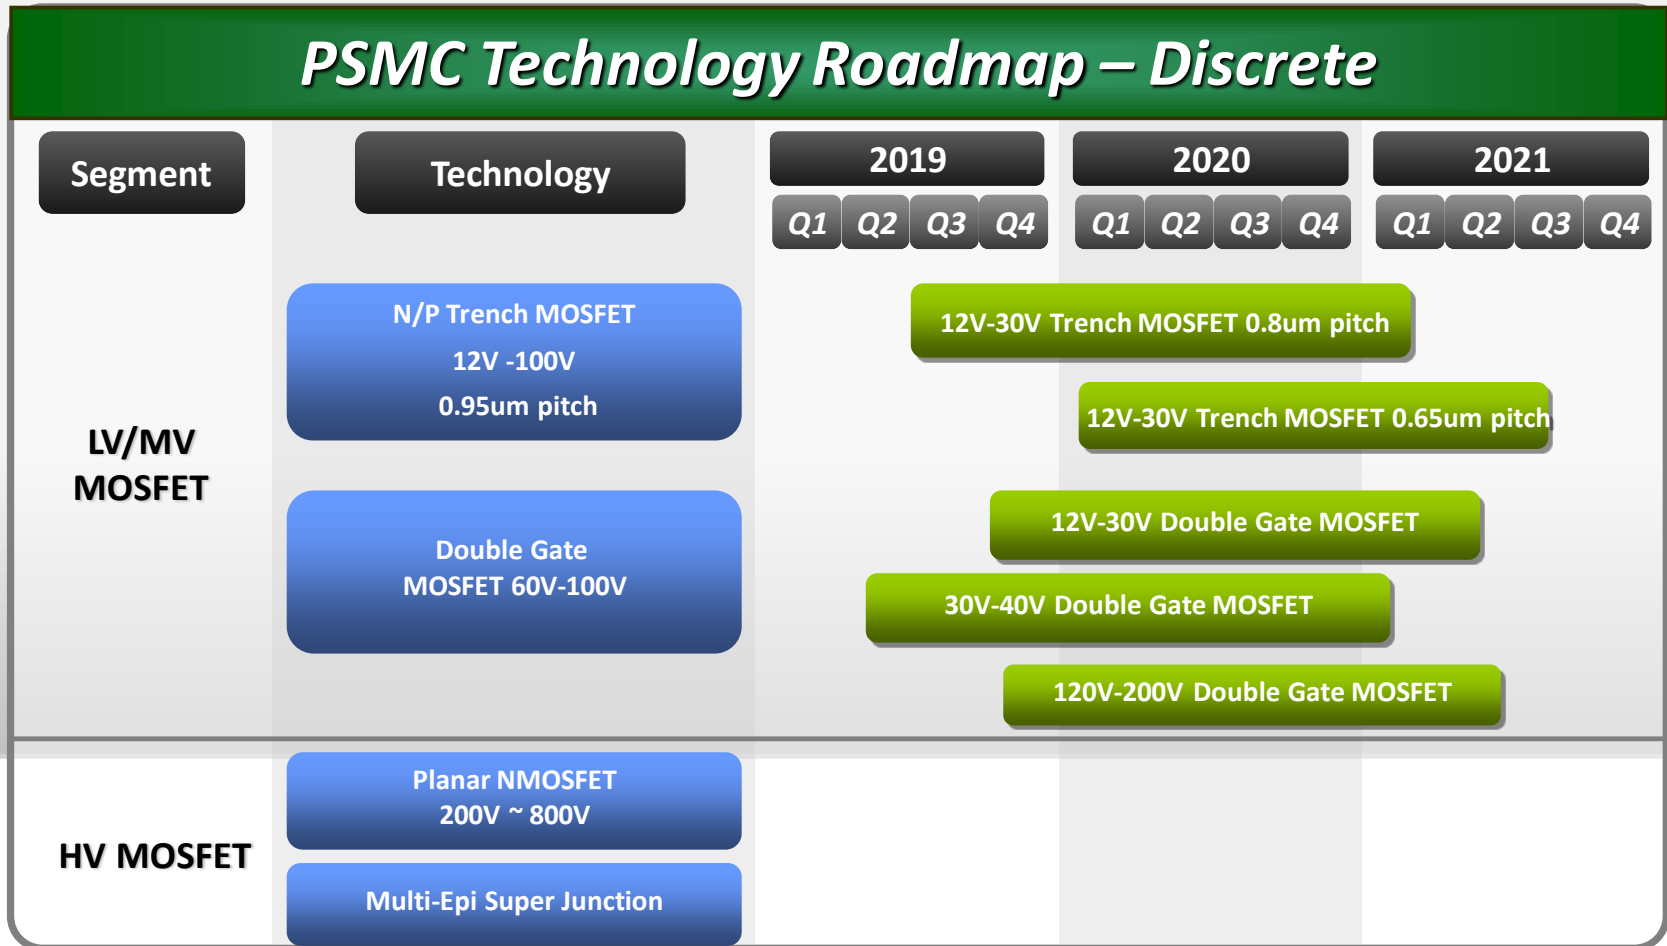 PSMC Technology Roadmap – Discrete
Segment
Technology
2019
2020
2021
Q1 Q2 Q3 Q4
Q1 Q2 Q3 Q4
Q1 Q2 Q3 Q4
LV/MV
MOSFET
N/P Trench MOSFET
12V -100V
0.95um pitch
12V-30V Trench MOSFET 0.8um pitch
12V-30V Trench MOSFET 0.65um pitch
Double Gate
MOSFET 60V-100V
12V-30V Double Gate MOSFET
30V-40V Double Gate MOSFET
120V-200V Double Gate MOSFET
HV MOSFET
Planar NMOSFET
200V ~ 800V
Multi-Epi Super Junction